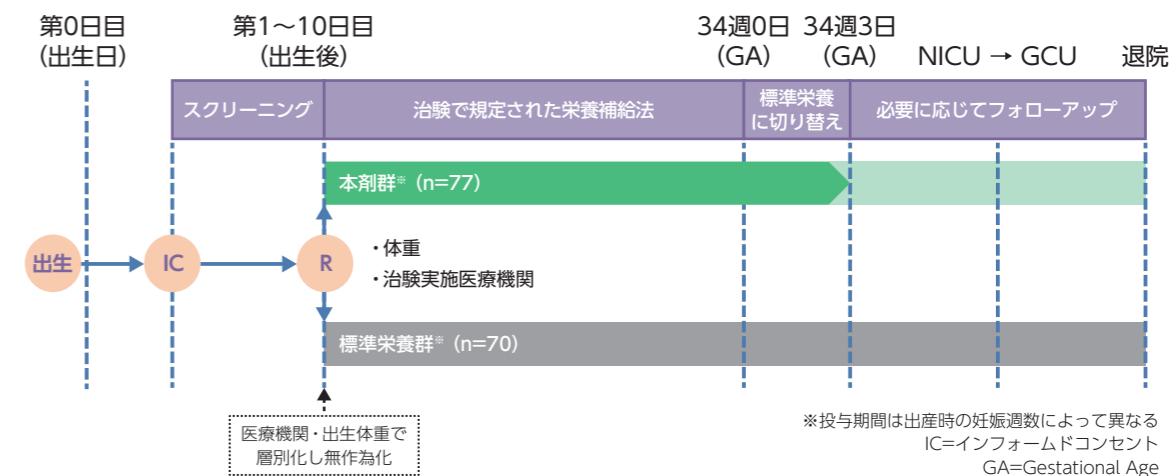 第0日目
(出生日)
第1～10日目
(出生後)
34週0日
(GA)
34週3日
(GA)
NICU → GCU
退院
スクリーニング
治験で規定された栄養補給法
標準栄養
に切り替え
必要に応じてフォローアップ
本剤群※ (n=77)
出生
IC
R
・体重
・治験実施医療機関
標準栄養群※ (n=70)
医療機関・出生体重で
層別化し無作為化
※投与期間は出産時の妊娠週数によって異なる
IC=インフォームドコンセント
GA=Gestational Age